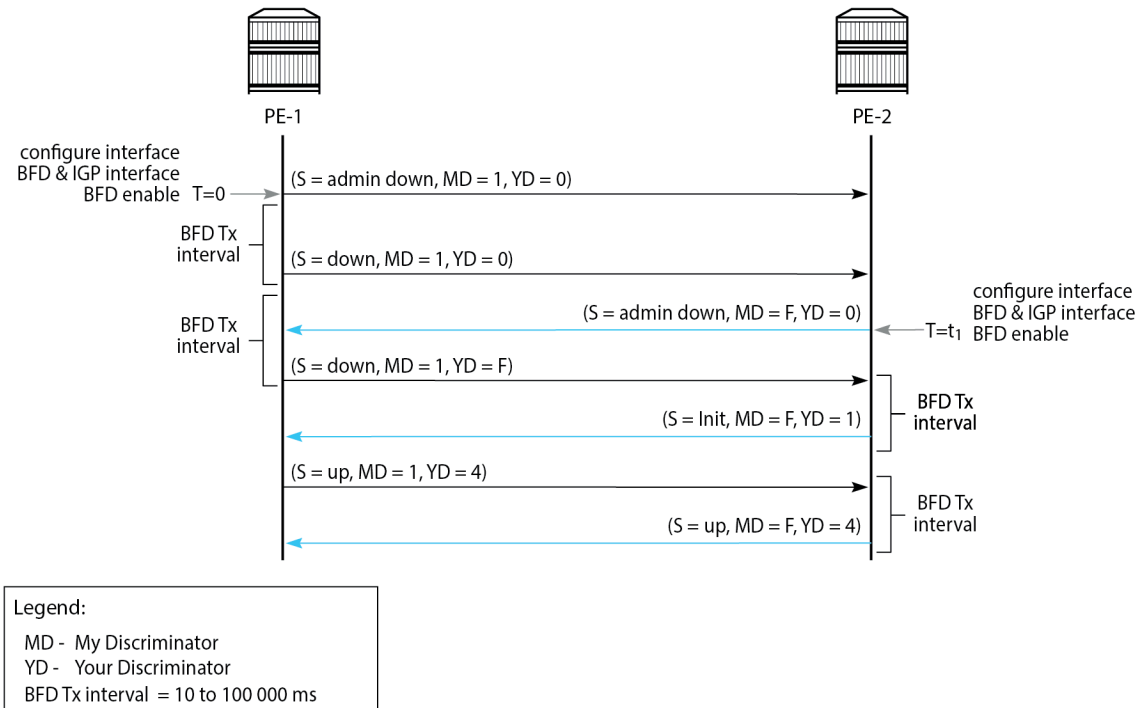 PE-1
PE-2
configure interface
BFD & IGP interface
BFD enable T=0
(S = admin down, MD = 1, YD = 0)
BFD Tx
interval
(S = down, MD = 1, YD = 0)
configure interface
BFD & IGP interface
T=t1 BFD enable
(S = admin down, MD = F, YD = 0)
BFD Tx
interval
(S = down, MD = 1, YD = F)
BFD Tx
interval
(S = Init, MD = F, YD = 1)
(S = up, MD = 1, YD = 4)
BFD Tx
interval
(S = up, MD = F, YD = 4)
Legend:
MD - My Discriminator
YD - Your Discriminator
BFD Tx interval = 10 to 100 000 ms